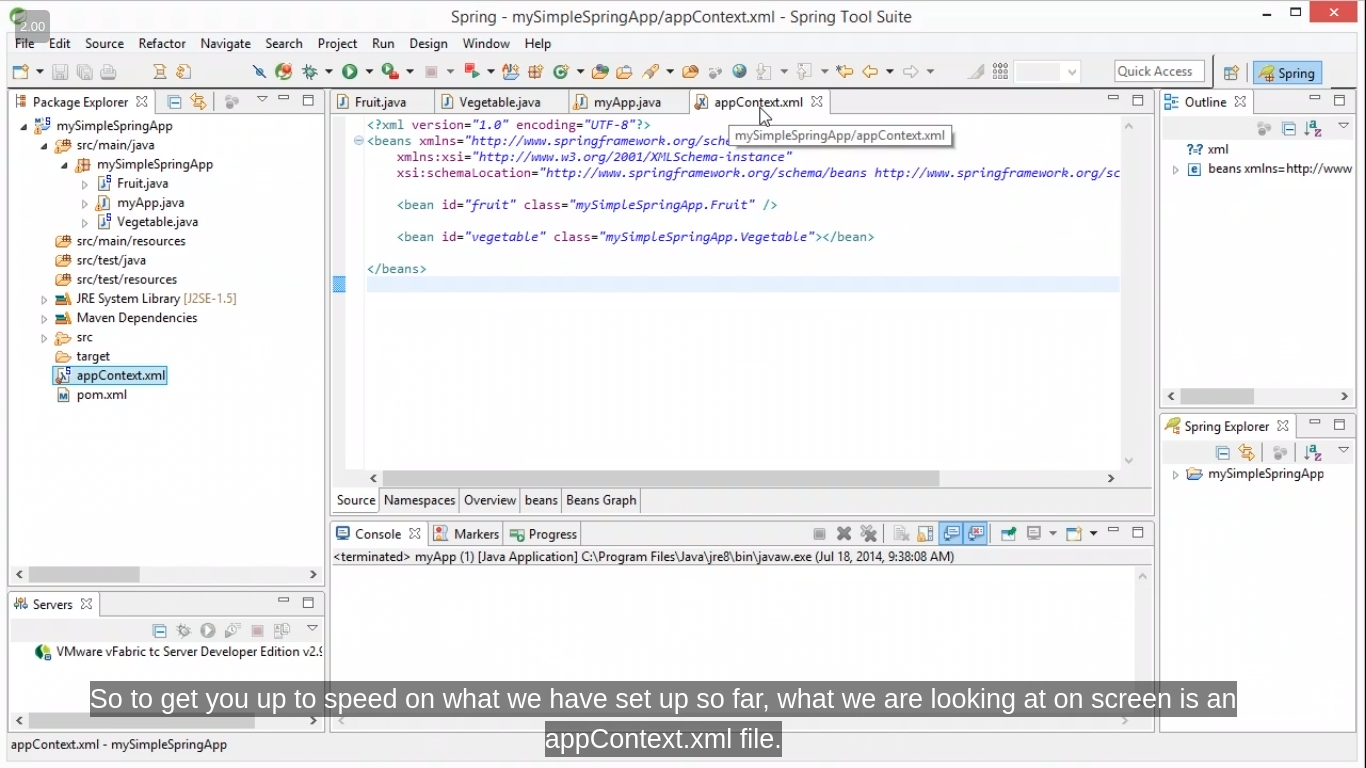 Spring - mySimpleSpringApp/appContext.xml - Spring Tool Suite
2.00
File Edit Source Refactor Navigate Search Project Run Design Window Help
Quick Access
Spring
Package Explorer
mySimpleSpringApp
src/main/java
mySimpleSpringApp
Fruit.java
myApp.java
Vegetable.java
src/main/resources
src/test/java
src/test/resources
JRE System Library [J2SE-1.5]
Maven Dependencies
src
target
appContext.xml
pom.xml
Fruit.java Vegetable.java myApp.java appContext.xml
mySimpleSpringApp/appContext.xml
<?xml version="1.0" encoding="UTF-8"?>
<beans xmlns="http://www.springframework.org/sche
xmlns:xsi="http://www.w3.org/2001/XMLSchema-instance"
xsi:schemaLocation="http://www.springframework.org/schema/beans http://www.springframework.org/sc
<bean id="fruit" class="mySimpleSpringApp.Fruit" />
<bean id="vegetable" class="mySimpleSpringApp.Vegetable"></bean>
</beans>
Source Namespaces Overview beans Beans Graph
Outline
xml
beans xmlns=http://www
Spring Explorer
mySimpleSpringApp
Console Markers Progress
<terminated> myApp (1) [Java Application] C:\Program Files\Java\jre8\bin\javaw.exe (Jul 18, 2014, 9:38:08 AM)
Servers
VMware vFabric tc Server Developer Edition v2.9
So to get you up to speed on what we have set up so far, what we are looking at on screen is an
appContext.xml file.
appContext.xml - mySimpleSpringApp